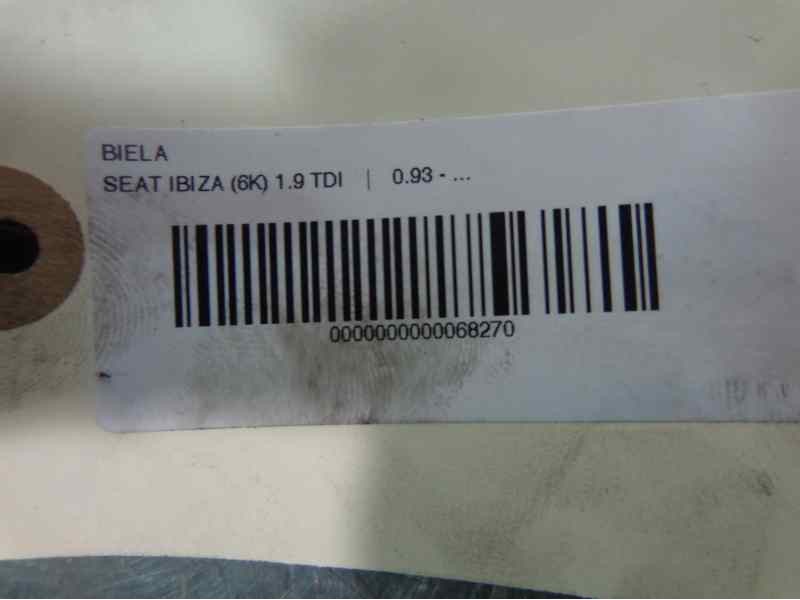 BIELA
SEAT IBIZA (6K) 1.9 TDI | 0.93 - ...
0000000000068270